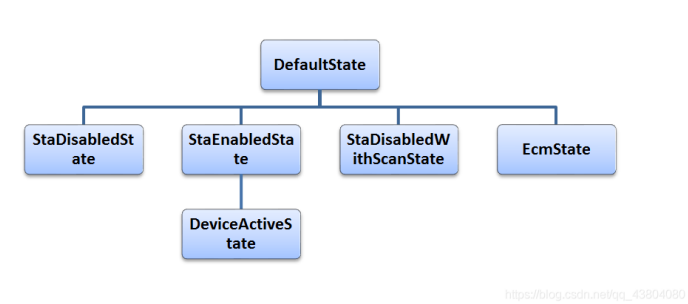 DefaultState
StaDisabledSt
ate
StaEnabledSta
te
StaDisabledW
ithScanState
EcmState
DeviceActiveS
tate
https://blog.csdn.net/qq_43804080